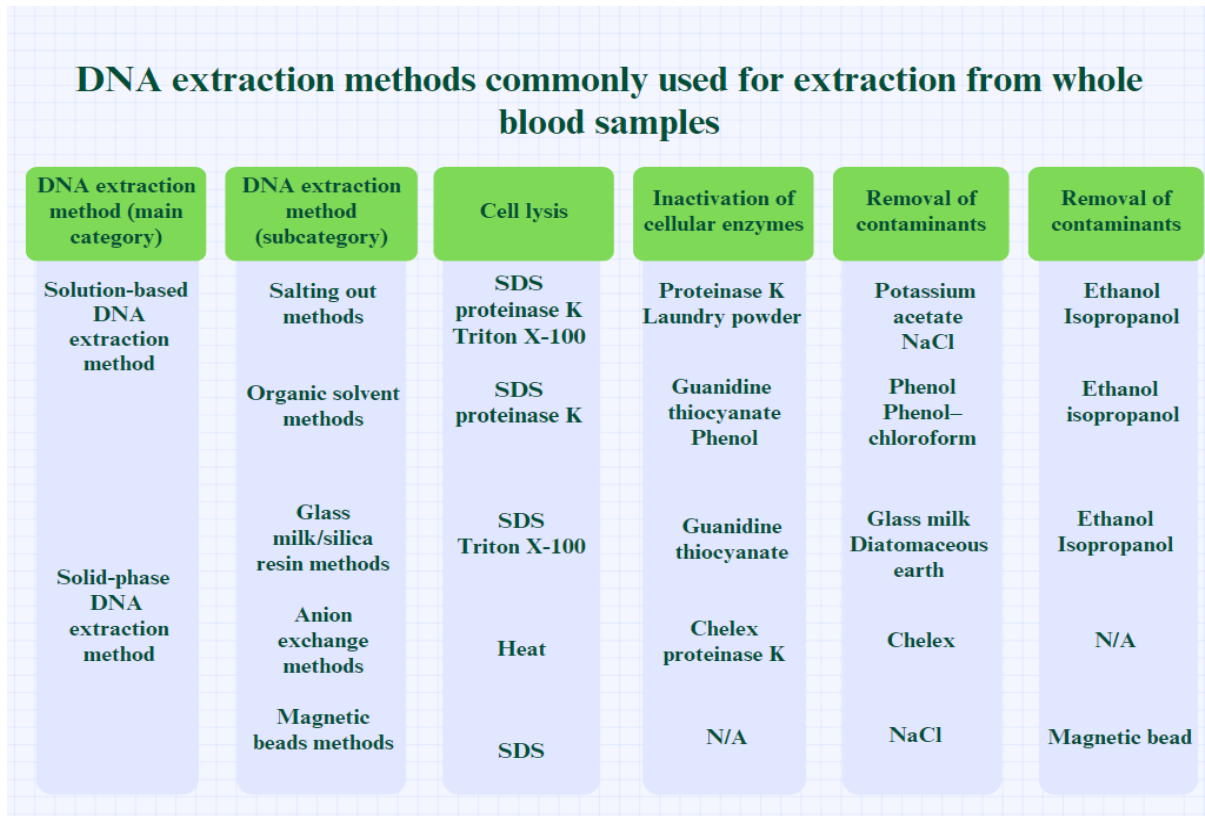 DNA extraction methods commonly used for extraction from whole
blood samples
DNA extraction
method (main
category)
DNA extraction
method
(subcategory)
Cell lysis
Inactivation of
cellular enzymes
Removal of
contaminants
Removal of
contaminants
Solution-based
DNA
extraction
method
Salting out
methods
SDS
proteinase K
Triton X-100
Proteinase K
Laundry powder
Potassium
acetate
NaCl
Ethanol
Isopropanol
Organic solvent
methods
SDS
proteinase K
Guanidine
thiocyanate
Phenol
Phenol
Phenol–
chloroform
Ethanol
isopropanol
Solid-phase
DNA
extraction
method
Glass
milk/silica
resin methods
SDS
Triton X-100
Guanidine
thiocyanate
Glass milk
Diatomaceous
earth
Ethanol
Isopropanol
Anion
exchange
methods
Heat
Chelex
proteinase K
Chelex
N/A
Magnetic
beads methods
SDS
N/A
NaCl
Magnetic bead